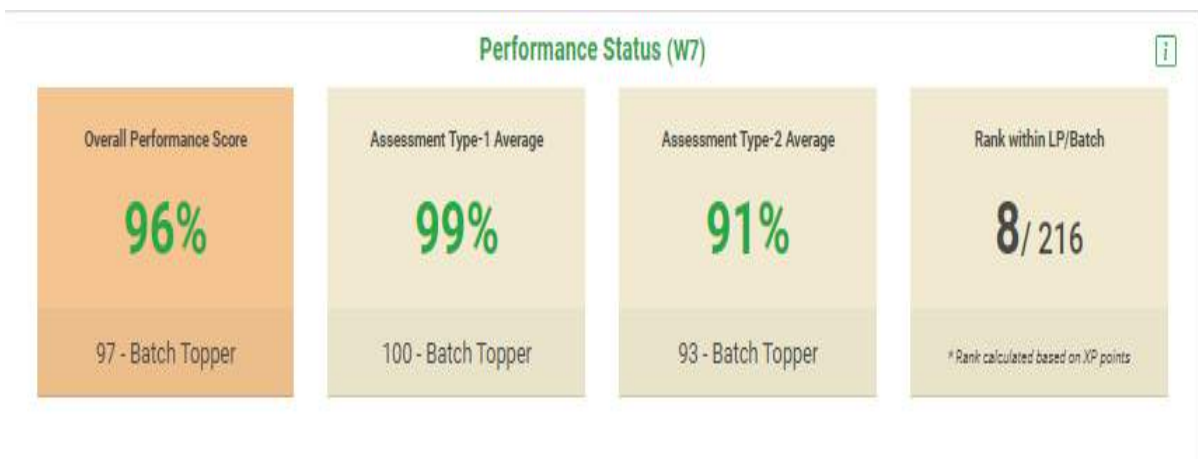 Performance Status (W7)
i
Overall Performance Score
96%
97 - Batch Topper
Assessment Type-1 Average
99%
100 - Batch Topper
Assessment Type-2 Average
91%
93 - Batch Topper
Rank within LP/Batch
8/ 216
* Rank calculated based on XP points